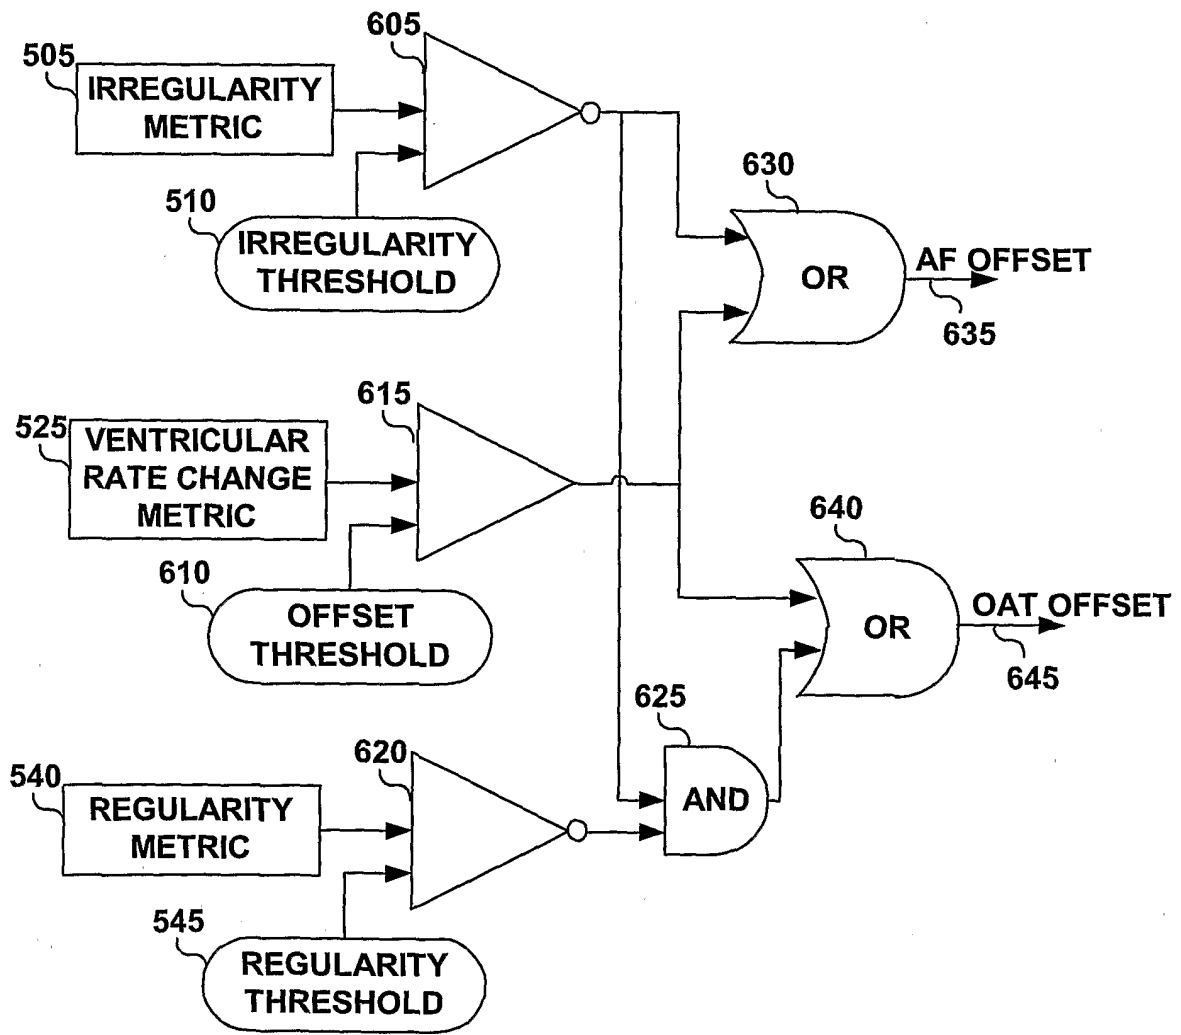 605
505
IRREGULARITY
METRIC
510
IRREGULARITY
THRESHOLD
630
OR
AF OFFSET
635
615
525
VENTRICULAR
RATE CHANGE
METRIC
610
OFFSET
THRESHOLD
640
OR
OAT OFFSET
645
625
AND
620
540
REGULARITY
METRIC
545
REGULARITY
THRESHOLD